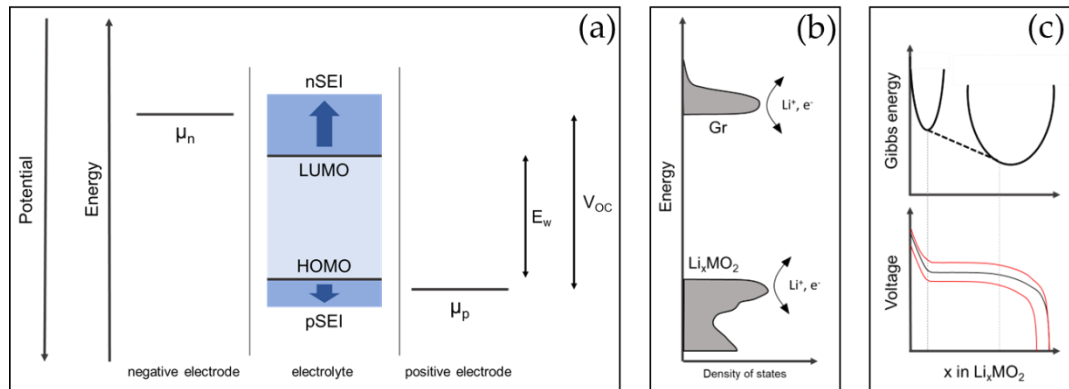 (a)
Potential
Energy
μn
nSEI
LUMO
HOMO
pSEI
Ew
VOC
μp
negative electrode
electrolyte
positive electrode
(b)
Energy
Gr
Li⁺, e⁻
LixMO₂
Li⁺, e⁻
Density of states
(c)
Gibbs energy
Voltage
x in LixMO₂